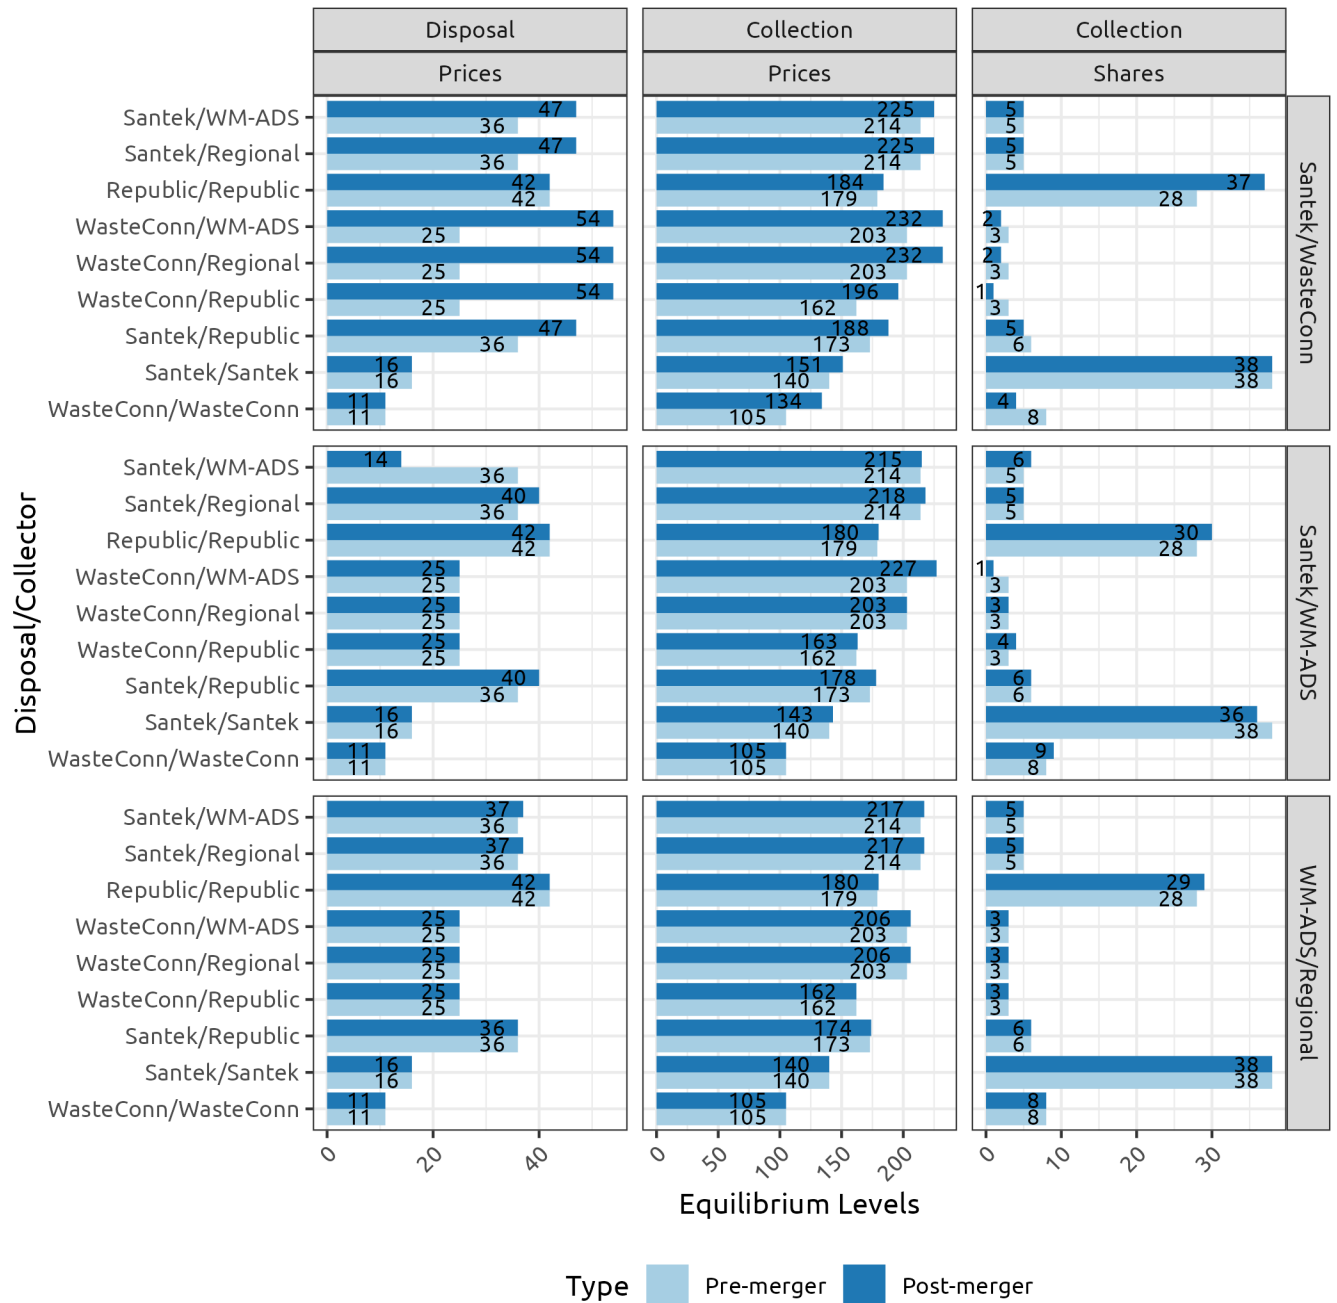 Disposal Collection Collection
Prices Prices Shares
Santek/WM-ADS 47 225 5
36 214 5
Santek/Regional 47 225 5
36 214 5
Republic/Republic 42 184 37
42 179 28
WasteConn/WM-ADS 54 232 2
25 203 3
WasteConn/Regional 54 232 2
25 203 3
WasteConn/Republic 54 196 1
25 162 3
Santek/Republic 47 188 5
36 173 6
Santek/Santek 16 151 38
16 140 38
WasteConn/WasteConn 11 134 4
11 105 8
Santek/WasteConn
Santek/WM-ADS 14 215 6
36 214 5
Santek/Regional 40 218 5
36 214 5
Republic/Republic 42 180 30
42 179 28
WasteConn/WM-ADS 25 227 1
25 203 3
WasteConn/Regional 25 203 3
25 203 3
WasteConn/Republic 25 163 4
25 162 3
Santek/Republic 40 178 6
36 173 6
Santek/Santek 16 143 36
16 140 38
WasteConn/WasteConn 11 105 9
11 105 8
Santek/WM-ADS
Santek/WM-ADS 37 217 5
36 214 5
Santek/Regional 37 217 5
36 214 5
Republic/Republic 42 180 29
42 179 28
WasteConn/WM-ADS 25 206 3
25 203 3
WasteConn/Regional 25 206 3
25 203 3
WasteConn/Republic 25 162 3
25 162 3
Santek/Republic 36 174 6
36 173 6
Santek/Santek 16 140 38
16 140 38
WasteConn/WasteConn 11 105 8
11 105 8
WM-ADS/Regional
Disposal/Collector
0 20 40 0 50 100 150 200 0 10 20 30
Equilibrium Levels
Type Pre-merger Post-merger